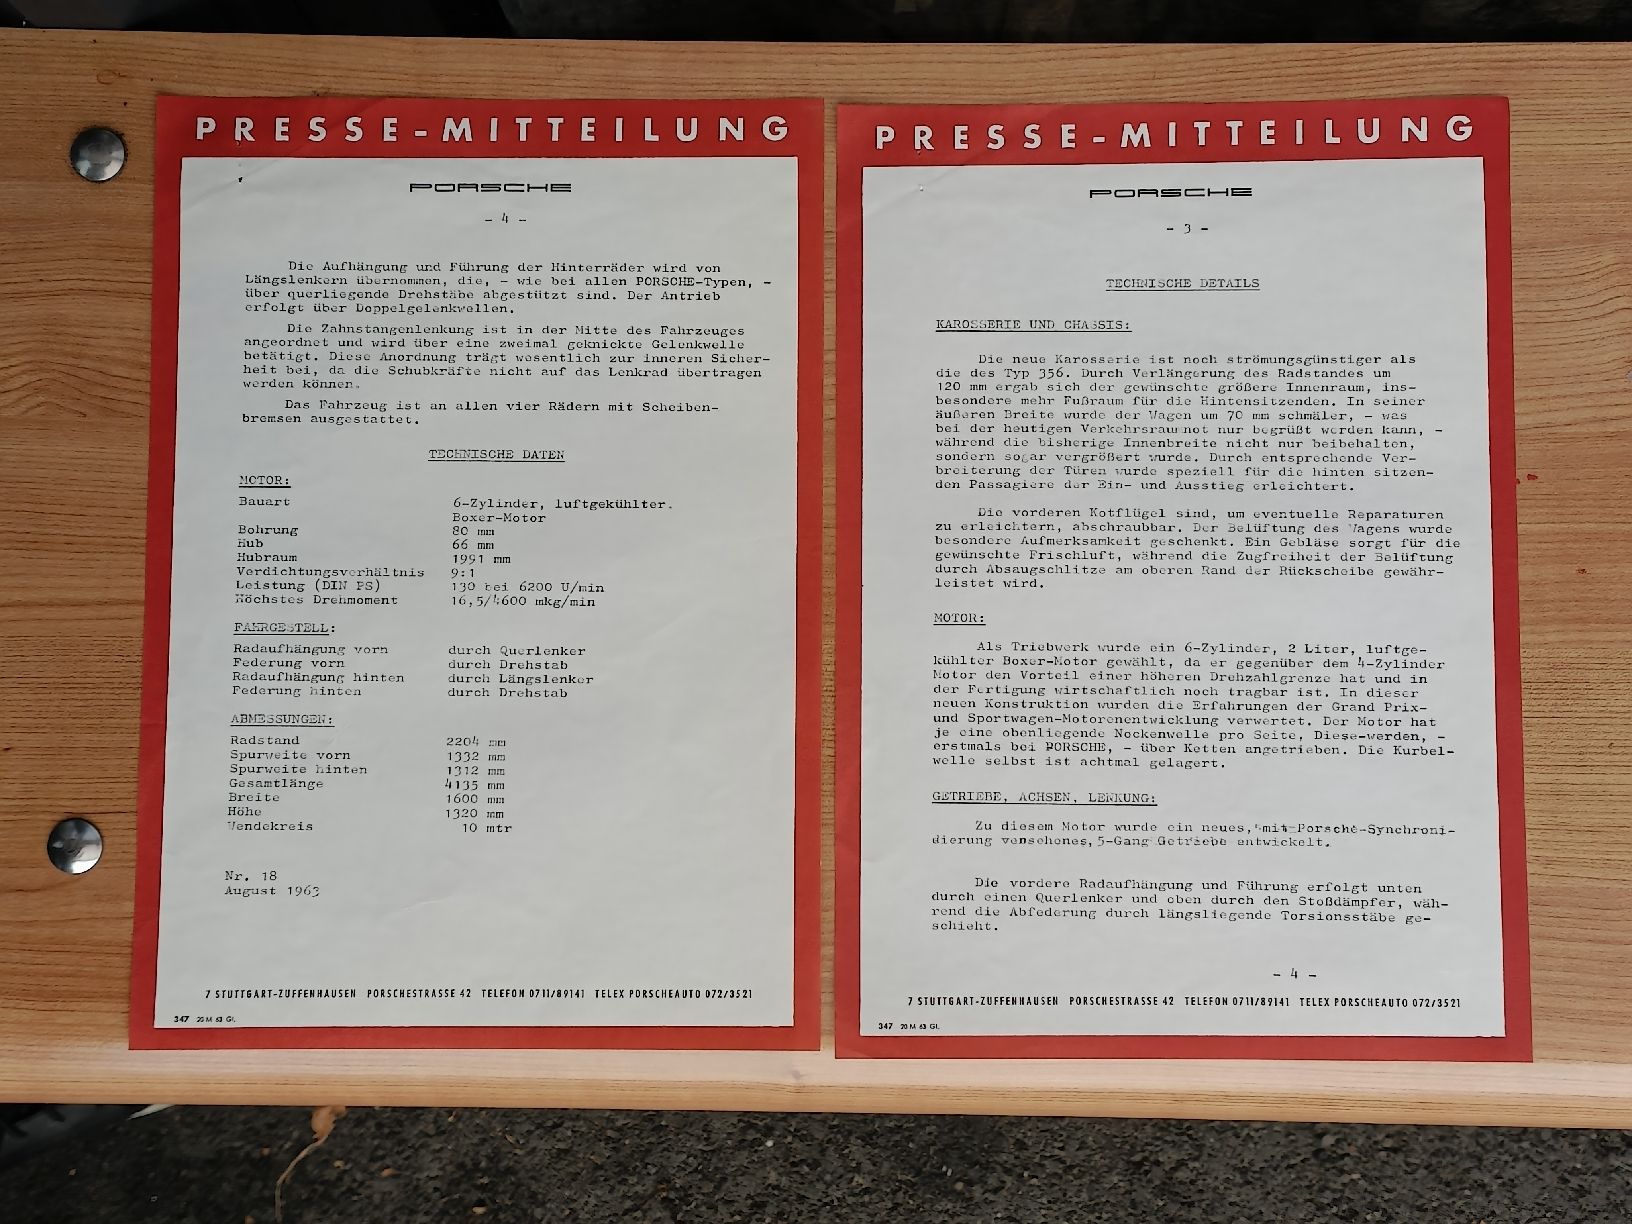 PRESSE-MITTEILUNG
PORSCHE
- 4 -
Die Aufhängung und Führung der Hinterräder wird von
Längslenkern übernommen, die, - wie bei allen PORSCHE-Typen, -
über querliegende Drehstäbe abgestützt sind. Der Antrieb
erfolgt über Doppelgelenkwellen.
Die Zahnstangenlenkung ist in der Mitte des Fahrzeuges
angeordnet und wird über eine zweimal geknickte Gelenkwelle
betätigt. Diese Anordnung trägt wesentlich zur inneren Sicher-
heit bei, da die Schubkräfte nicht auf das Lenkrad übertragen
werden können.
Das Fahrzeug ist an allen vier Rädern mit Scheiben-
bremsen ausgestattet.
TECHNISCHE DATEN
MOTOR:
Bauart 6-Zylinder, luftgekühlter.
Boxer-Motor
Bohrung 80 mm
Hub 66 mm
Hubraum 1991 mm
Verdichtungsverhältnis 9:1
Leistung (DIN PS) 130 bei 6200 U/min
Höchstes Drehmoment 16,5/4600 mkg/min
FAHRGESTELL:
Radaufhängung vorn durch Querlenker
Federung vorn durch Drehstab
Radaufhängung hinten durch Längslenker
Federung hinten durch Drehstab
ABMESSUNGEN:
Radstand 2204 mm
Spurweite vorn 1332 mm
Spurweite hinten 1312 mm
Gesamtlänge 4135 mm
Breite 1600 mm
Höhe 1320 mm
Wendekreis 10 mtr
Nr. 18
August 1963
7 STUTTGART-ZUFFENHAUSEN PORSCHESTRASSE 42 TELEFON 0711/89141 TELEX PORSCHEAUTO 072/3521
347 20 M 63 Gl.
PRESSE-MITTEILUNG
PORSCHE
- 3 -
TECHNISCHE DETAILS
KAROSSERIE UND CHASSIS:
Die neue Karosserie ist noch strömungsgünstiger als
die des Typ 356. Durch Verlängerung des Radstandes um
120 mm ergab sich der gewünschte größere Innenraum, ins-
besondere mehr Fußraum für die Hintensitzenden. In seiner
äußeren Breite wurde der Wagen um 70 mm schmäler, - was
bei der heutigen Verkehrsraumnot nur begrüßt werden kann, -
während die bisherige Innenbreite nicht nur beibehalten,
sondern sogar vergrößert wurde. Durch entsprechende Ver-
breiterung der Türen wurde speziell für die hinten sitzen-
den Passagiere der Ein- und Ausstieg erleichtert.
Die vorderen Kotflügel sind, um eventuelle Reparaturen
zu erleichtern, abschraubbar. Der Belüftung des Wagens wurde
besondere Aufmerksamkeit geschenkt. Ein Gebläse sorgt für die
gewünschte Frischluft, während die Zugfreiheit der Belüftung
durch Absaugschlitze am oberen Rand der Rückscheibe gewähr-
leistet wird.
MOTOR:
Als Triebwerk wurde ein 6-Zylinder, 2 Liter, luftge-
kühlter Boxer-Motor gewählt, da er gegenüber dem 4-Zylinder
Motor den Vorteil einer höheren Drehzahlgrenze hat und in
der Fertigung wirtschaftlich noch tragbar ist. In dieser
neuen Konstruktion wurden die Erfahrungen der Grand Prix-
und Sportwagen-Motorenentwicklung verwertet. Der Motor hat
je eine obenliegende Nockenwelle pro Seite, Diese-werden, -
erstmals bei PORSCHE, - über Ketten angetrieben. Die Kurbel-
welle selbst ist achtmal gelagert.
GETRIEBE, ACHSEN, LENKUNG:
Zu diesem Motor wurde ein neues, mit Porsche-Synchroni-
dierung vensehenes, 5-Gang Getriebe entwickelt.
Die vordere Radaufhängung und Führung erfolgt unten
durch einen Querlenker und oben durch den Stoßdämpfer, wäh-
rend die Abfederung durch längsliegende Torsionsstäbe ge-
schieht.
- 4 -
7 STUTTGART-ZUFFENHAUSEN PORSCHESTRASSE 42 TELEFON 0711/89141 TELEX PORSCHEAUTO 072/3521
347 20 M 63 Gl.